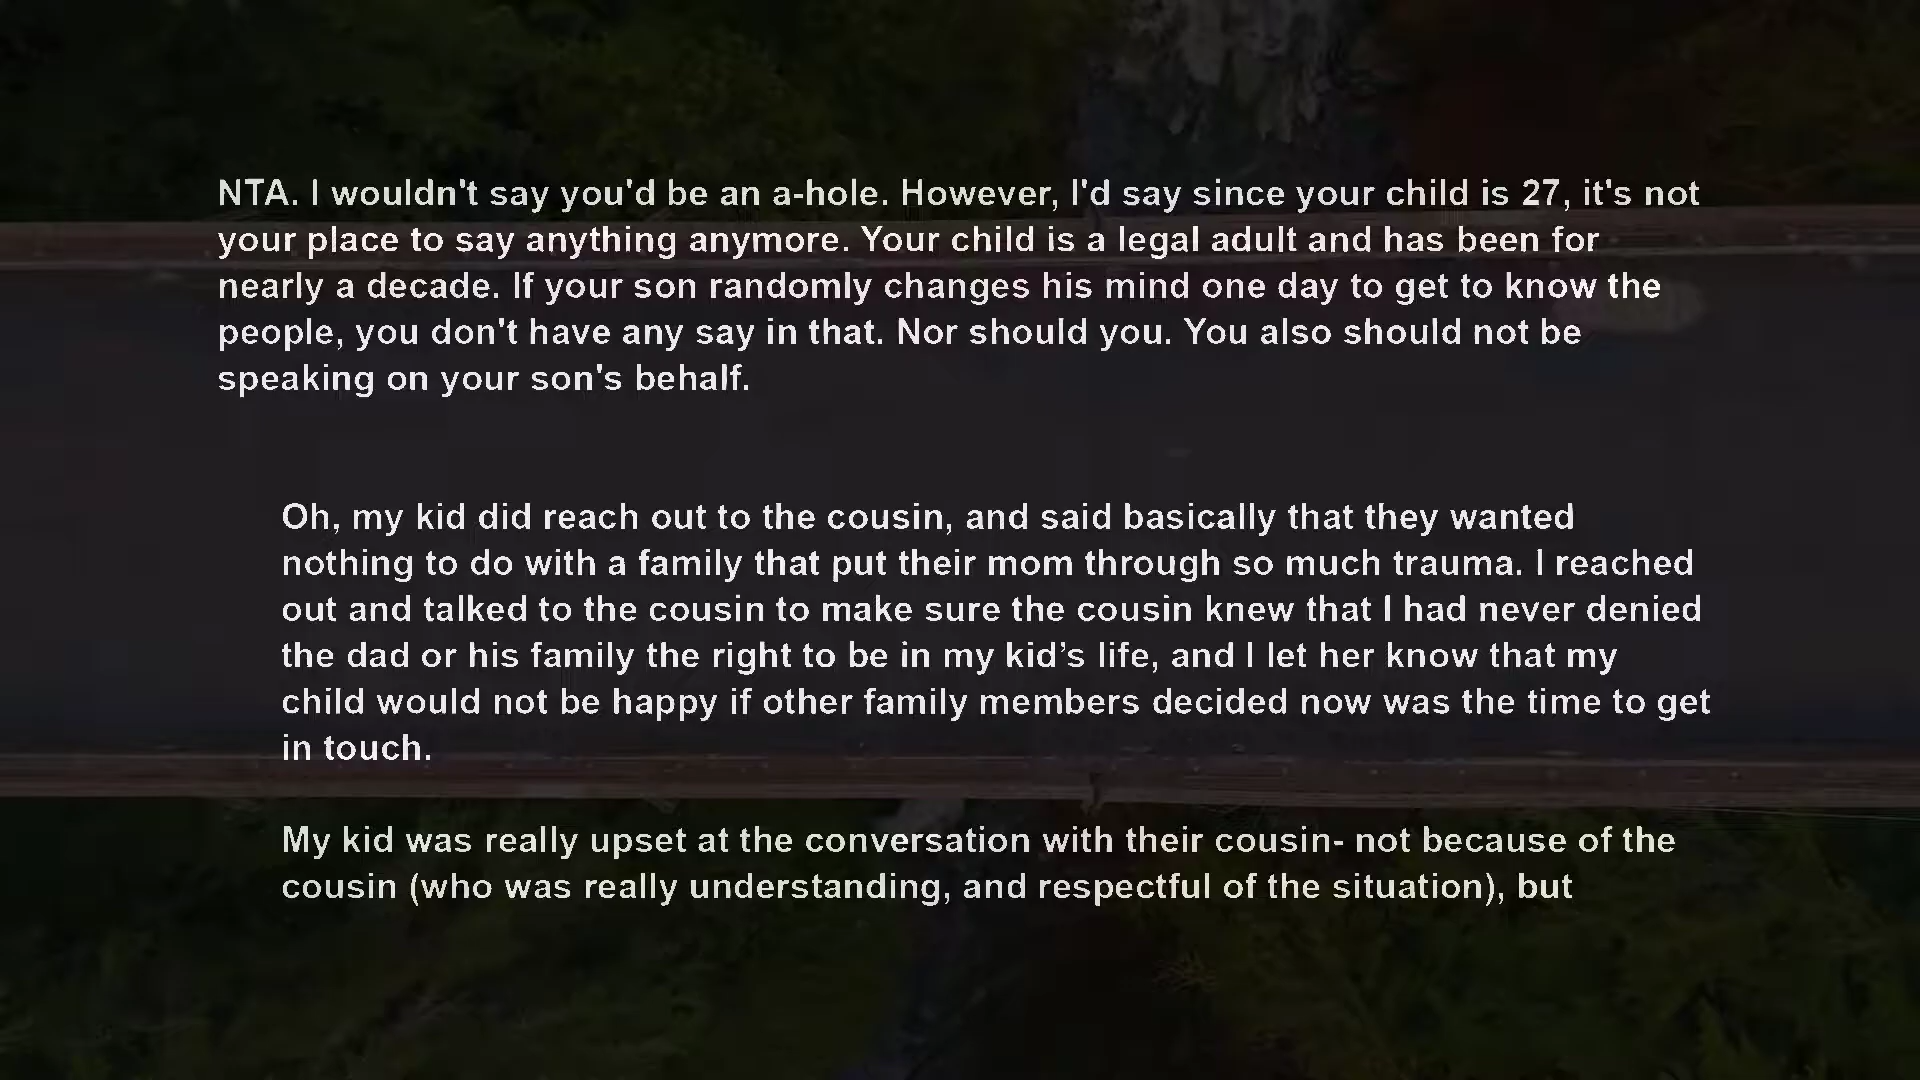 NTA. I wouldn't say you'd be an a-hole. However, I'd say since your child is 27, it's not
your place to say anything anymore. Your child is a legal adult and has been for
nearly a decade. If your son randomly changes his mind one day to get to know the
people, you don't have any say in that. Nor should you. You also should not be
speaking on your son's behalf.
Oh, my kid did reach out to the cousin, and said basically that they wanted
nothing to do with a family that put their mom through so much trauma. I reached
out and talked to the cousin to make sure the cousin knew that I had never denied
the dad or his family the right to be in my kid’s life, and I let her know that my
child would not be happy if other family members decided now was the time to get
in touch.
My kid was really upset at the conversation with their cousin- not because of the
cousin (who was really understanding, and respectful of the situation), but